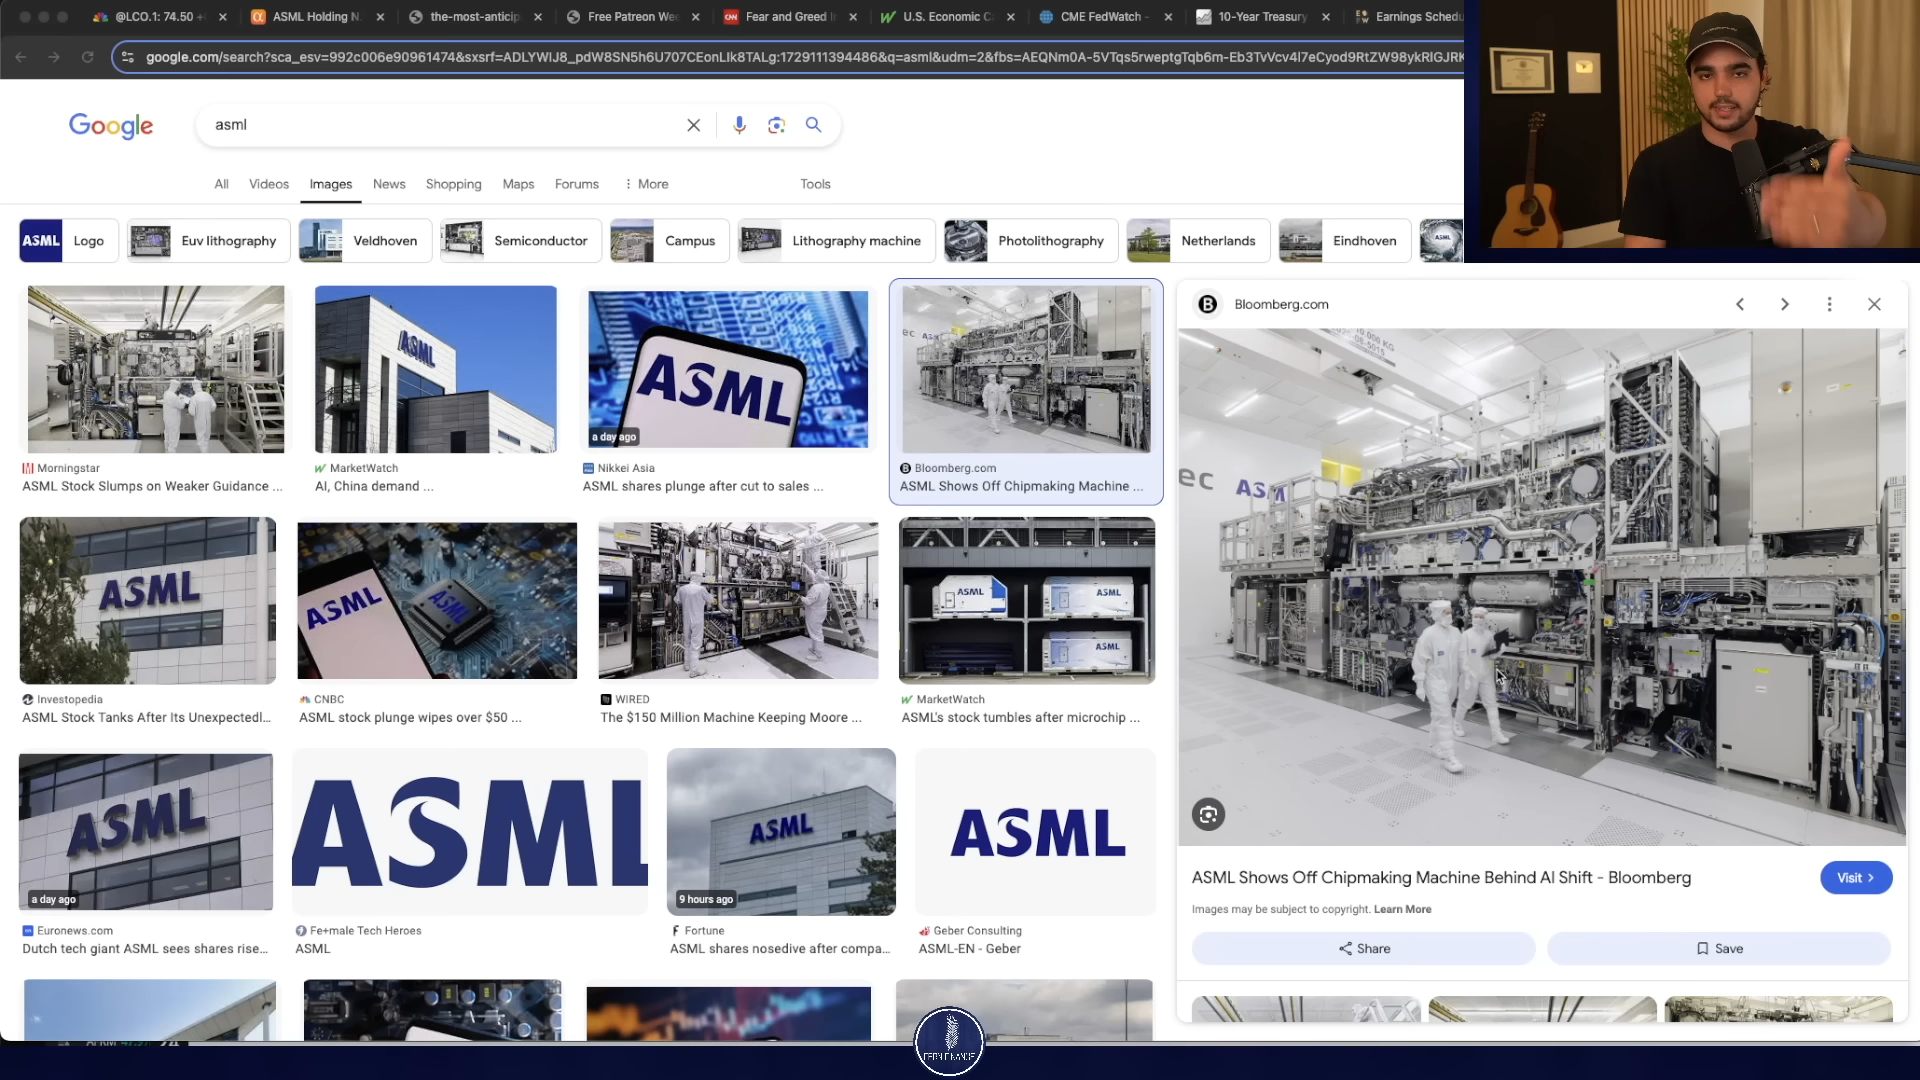 @LCO.1: 74.50
ASML Holding N
the-most-anticip
Free Patreon We
Fear and Greed I
U.S. Economic C
CME FedWatch -
10-Year Treasury
Earnings Schedu
google.com/search?sca_esv=992c006e90961474&sxsrf=ADLYWIJ8_pdW8SN5h6U707CEonLIk8TALg:1729111394486&q=asml&udm=2&fbs=AEQNm0A-5VTqs5rweptgTqb6m-Eb3TvVcv4l7eCyod9RtZW98ykRlGJRK
Google
asml
All
Videos
Images
News
Shopping
Maps
Forums
More
Tools
ASML
Logo
Euv lithography
Veldhoven
Semiconductor
Campus
Lithography machine
Photolithography
Netherlands
Eindhoven
ASML
Bloomberg.com
ASML
ASML
a day ago
Morningstar
ASML Stock Slumps on Weaker Guidance ...
MarketWatch
AI, China demand ...
Nikkei Asia
ASML shares plunge after cut to sales ...
Bloomberg.com
ASML Shows Off Chipmaking Machine ...
ec ASM
ASML
ASML
ASML
ASML
ASML
ASML
Investopedia
ASML Stock Tanks After Its Unexpectedl...
CNBC
ASML stock plunge wipes over $50 ...
WIRED
The $150 Million Machine Keeping Moore ...
MarketWatch
ASML's stock tumbles after microchip ...
ASML
a day ago
ASML
ASML
9 hours ago
ASML
Euronews.com
Dutch tech giant ASML sees shares rise...
Fe+male Tech Heroes
ASML
Fortune
ASML shares nosedive after compa...
Geber Consulting
ASML-EN - Geber
ASML Shows Off Chipmaking Machine Behind AI Shift - Bloomberg
Visit
Images may be subject to copyright. Learn More
Share
Save